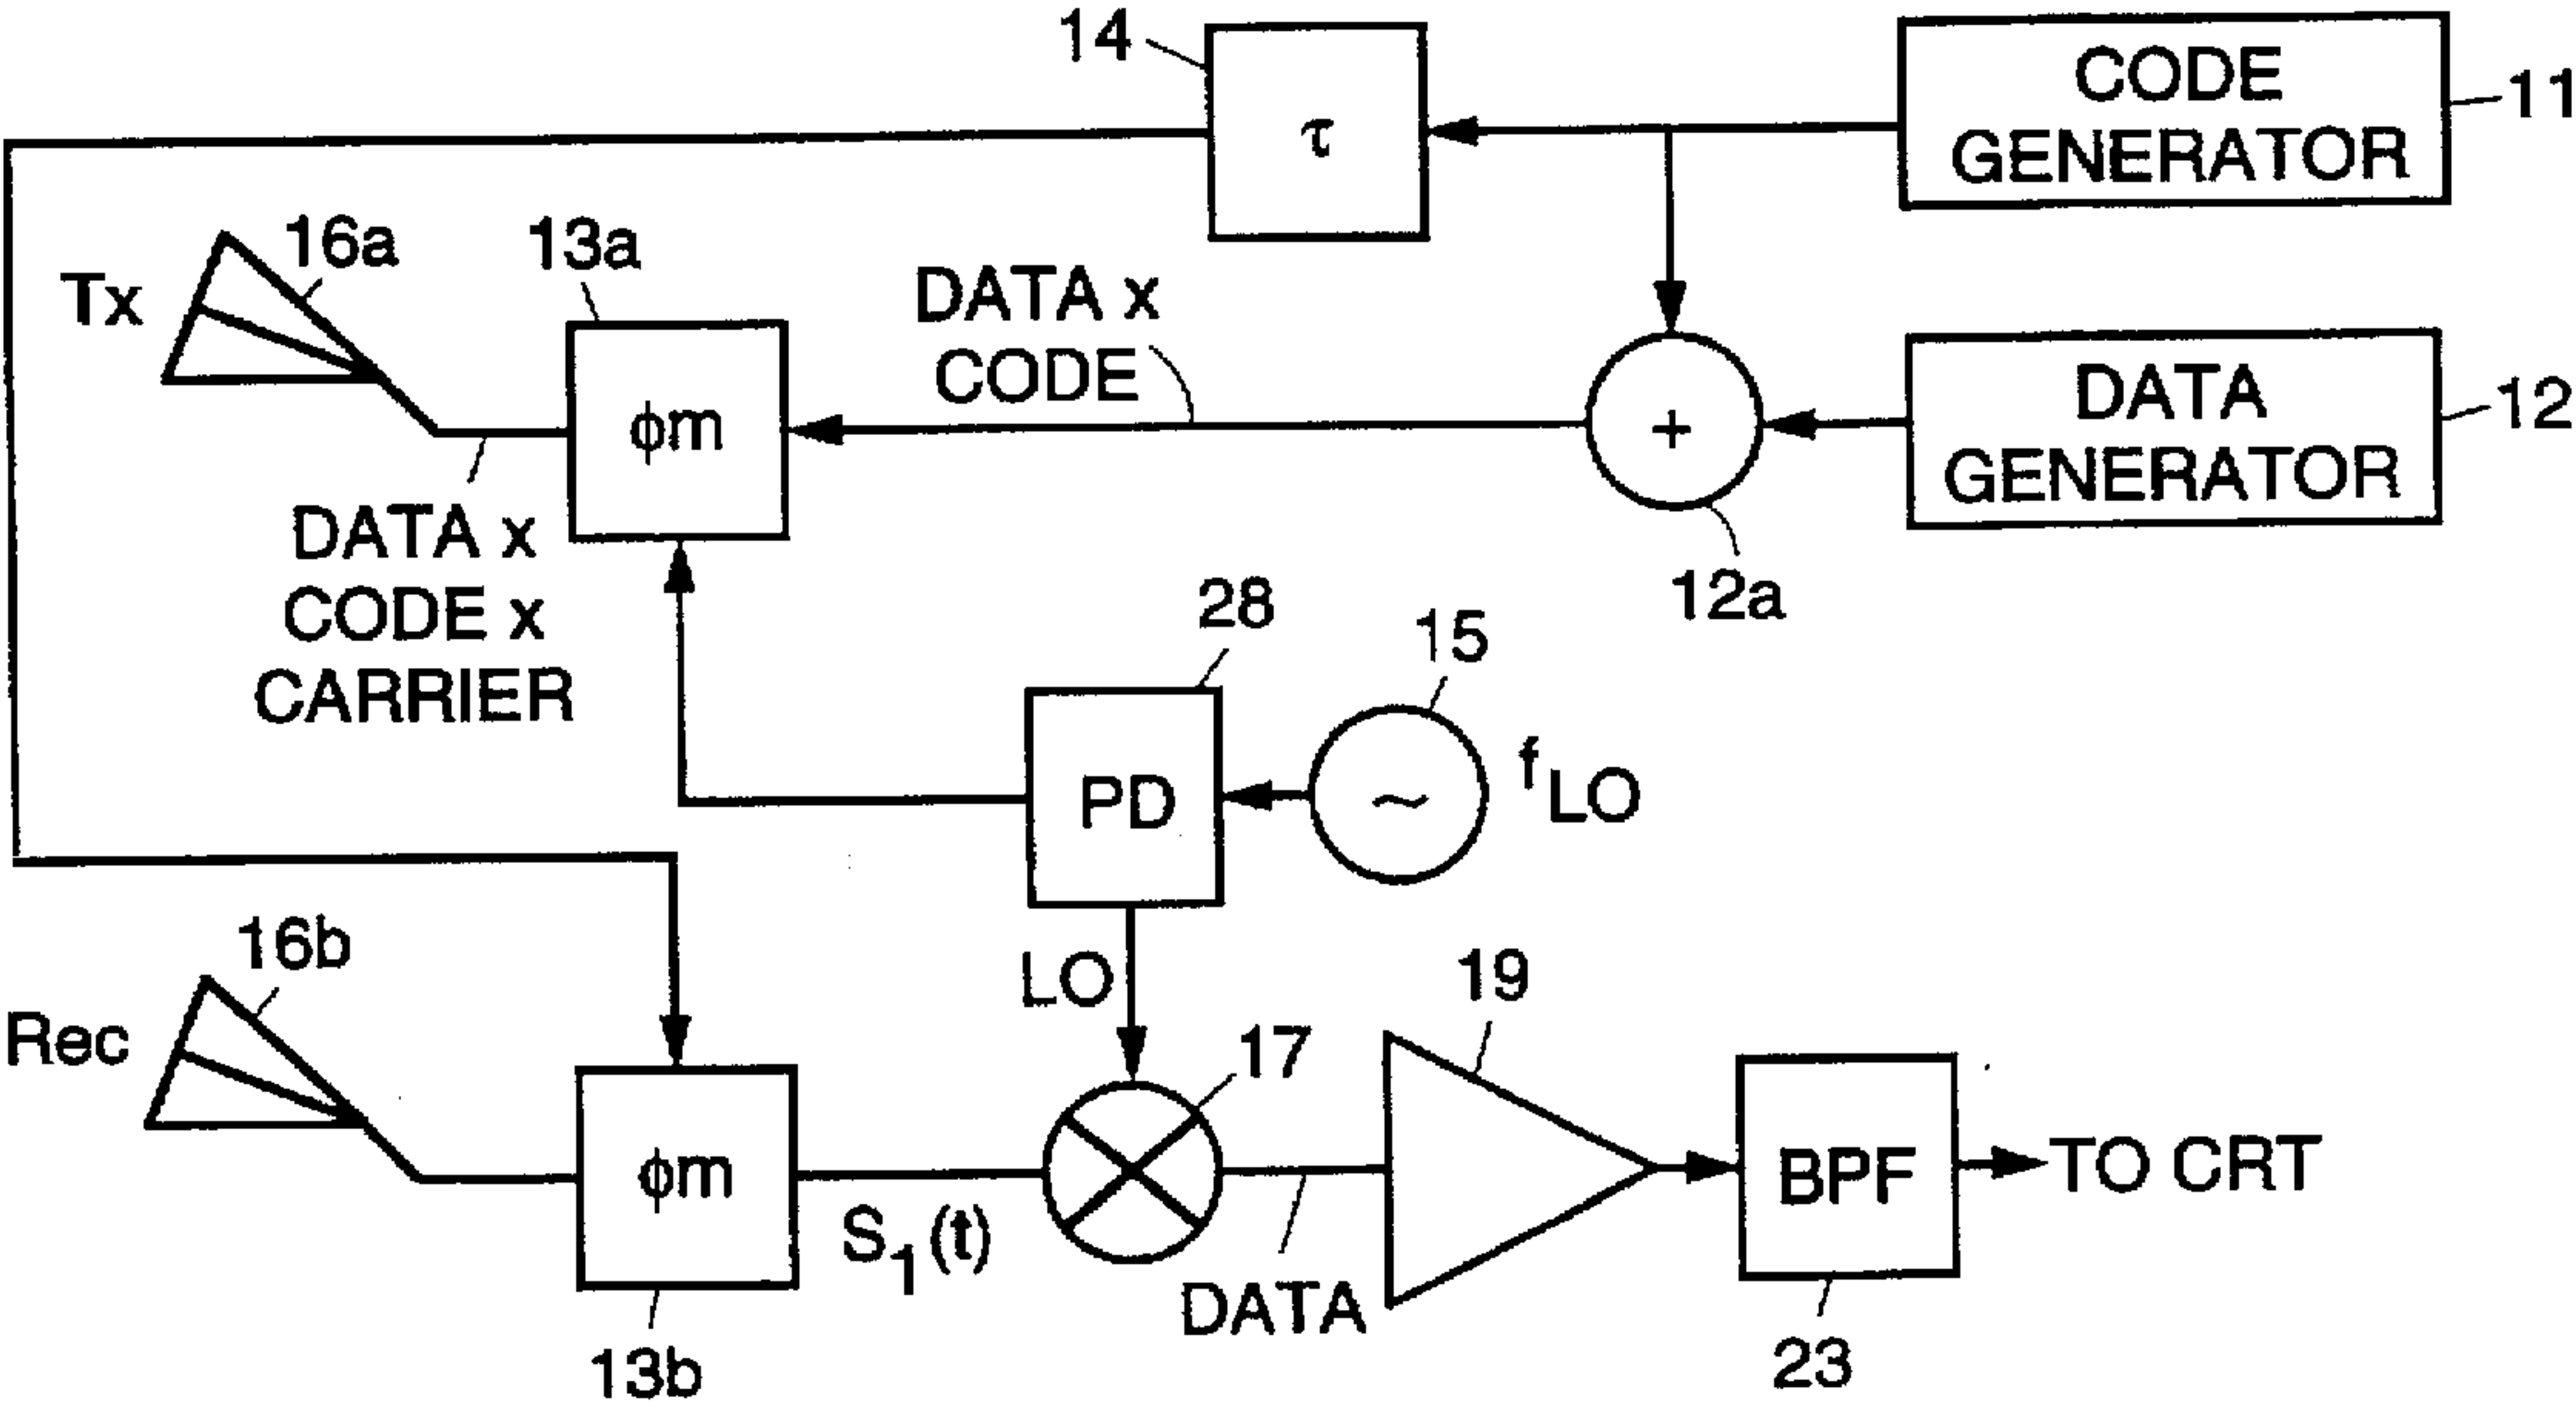 14
τ
CODE
GENERATOR
11
Tx
16a
13a
ϕm
DATA x
CODE
+
12a
DATA
GENERATOR
12
DATA x
CODE x
CARRIER
28
PD
15
~
f LO
LO
Rec
16b
ϕm
13b
S1(t)
17
DATA
19
BPF
23
TO CRT